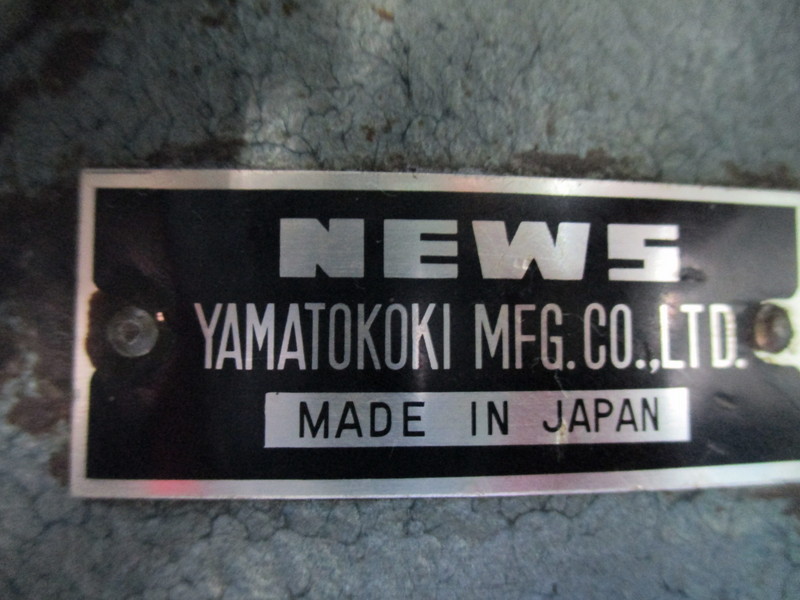 NEWS
YAMATOKOKI MFG. CO.,LTD.
MADE IN JAPAN